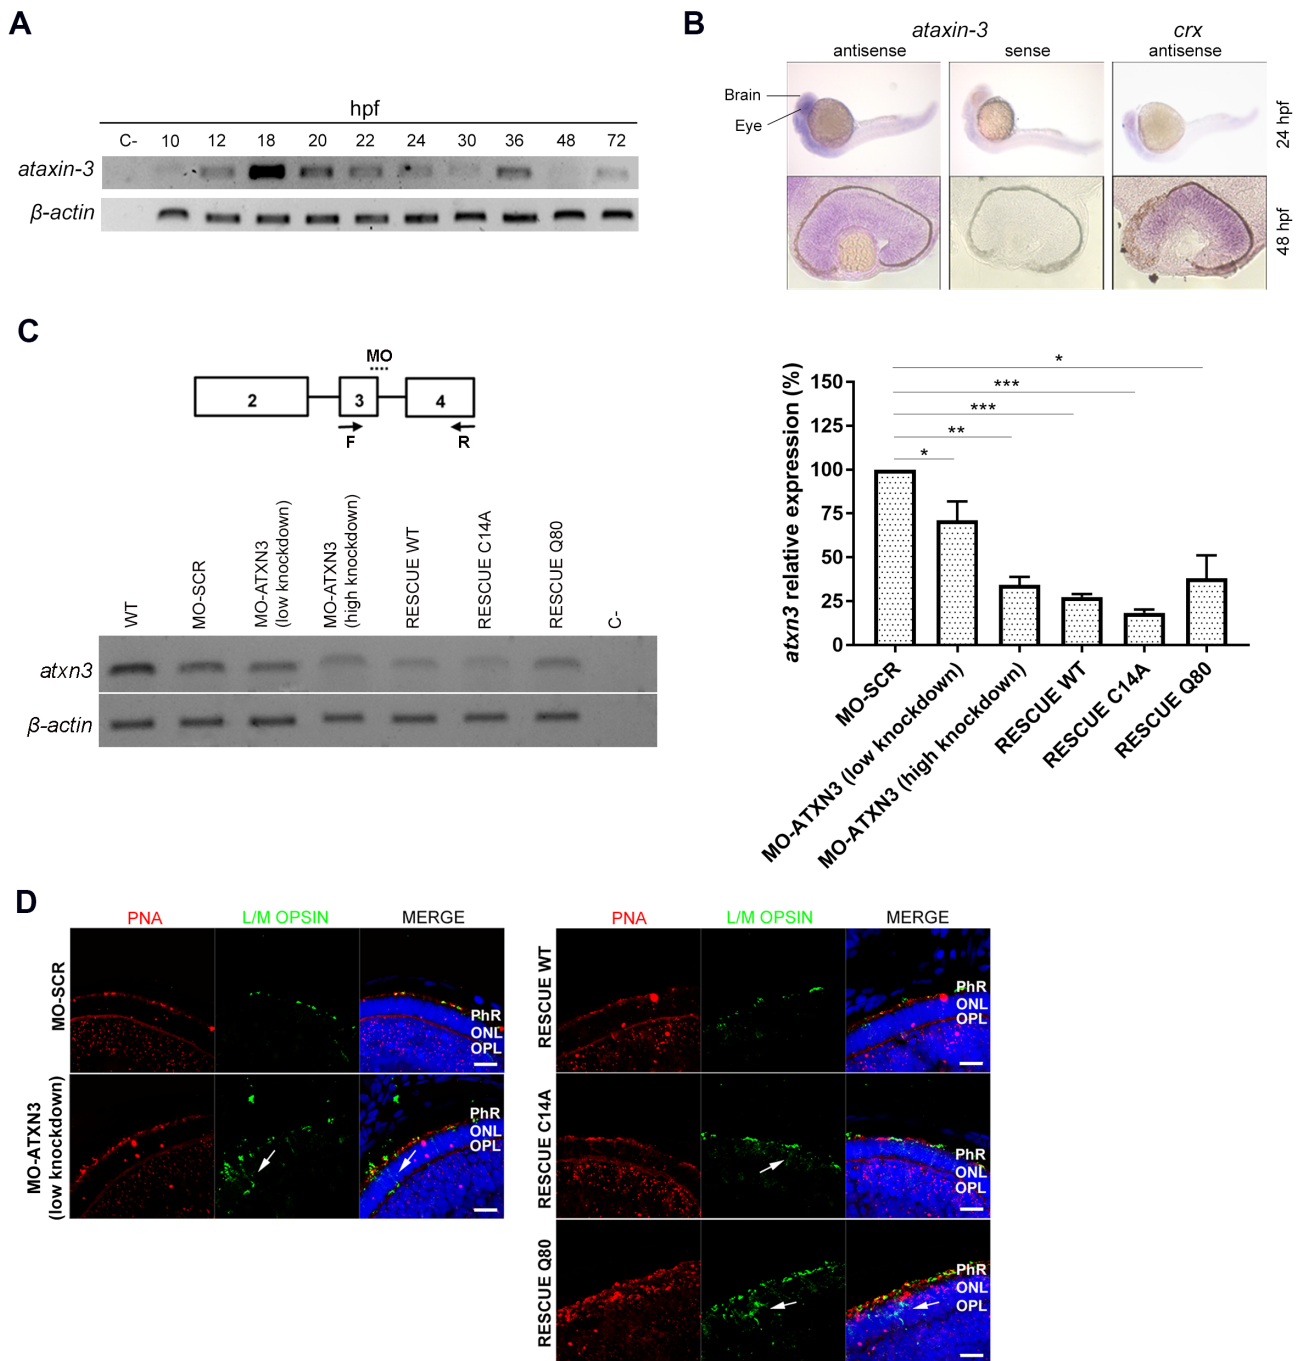 A
hpf
C- 10 12 18 20 22 24 30 36 48 72
ataxin-3
β-actin
B
ataxin-3 crx
antisense sense antisense
Brain
Eye
24 hpf
48 hpf
C
MO
2 3 4
F R
WT
MO-SCR
MO-ATXN3
(low knockdown)
MO-ATXN3
(high knockdown)
RESCUE WT
RESCUE C14A
RESCUE Q80
C-
atxn3
β-actin
atxn3 relative expression (%)
150
125
100
75
50
25
0
*
***
***
**
*
MO-SCR
MO-ATXN3 (low knockdown)
MO-ATXN3 (high knockdown)
RESCUE WT
RESCUE C14A
RESCUE Q80
D
PNA L/M OPSIN MERGE
MO-SCR
PhR
ONL
OPL
MO-ATXN3
(low knockdown)
PhR
ONL
OPL
PNA L/M OPSIN MERGE
RESCUE WT
PhR
ONL
OPL
RESCUE C14A
PhR
ONL
OPL
RESCUE Q80
PhR
ONL
OPL